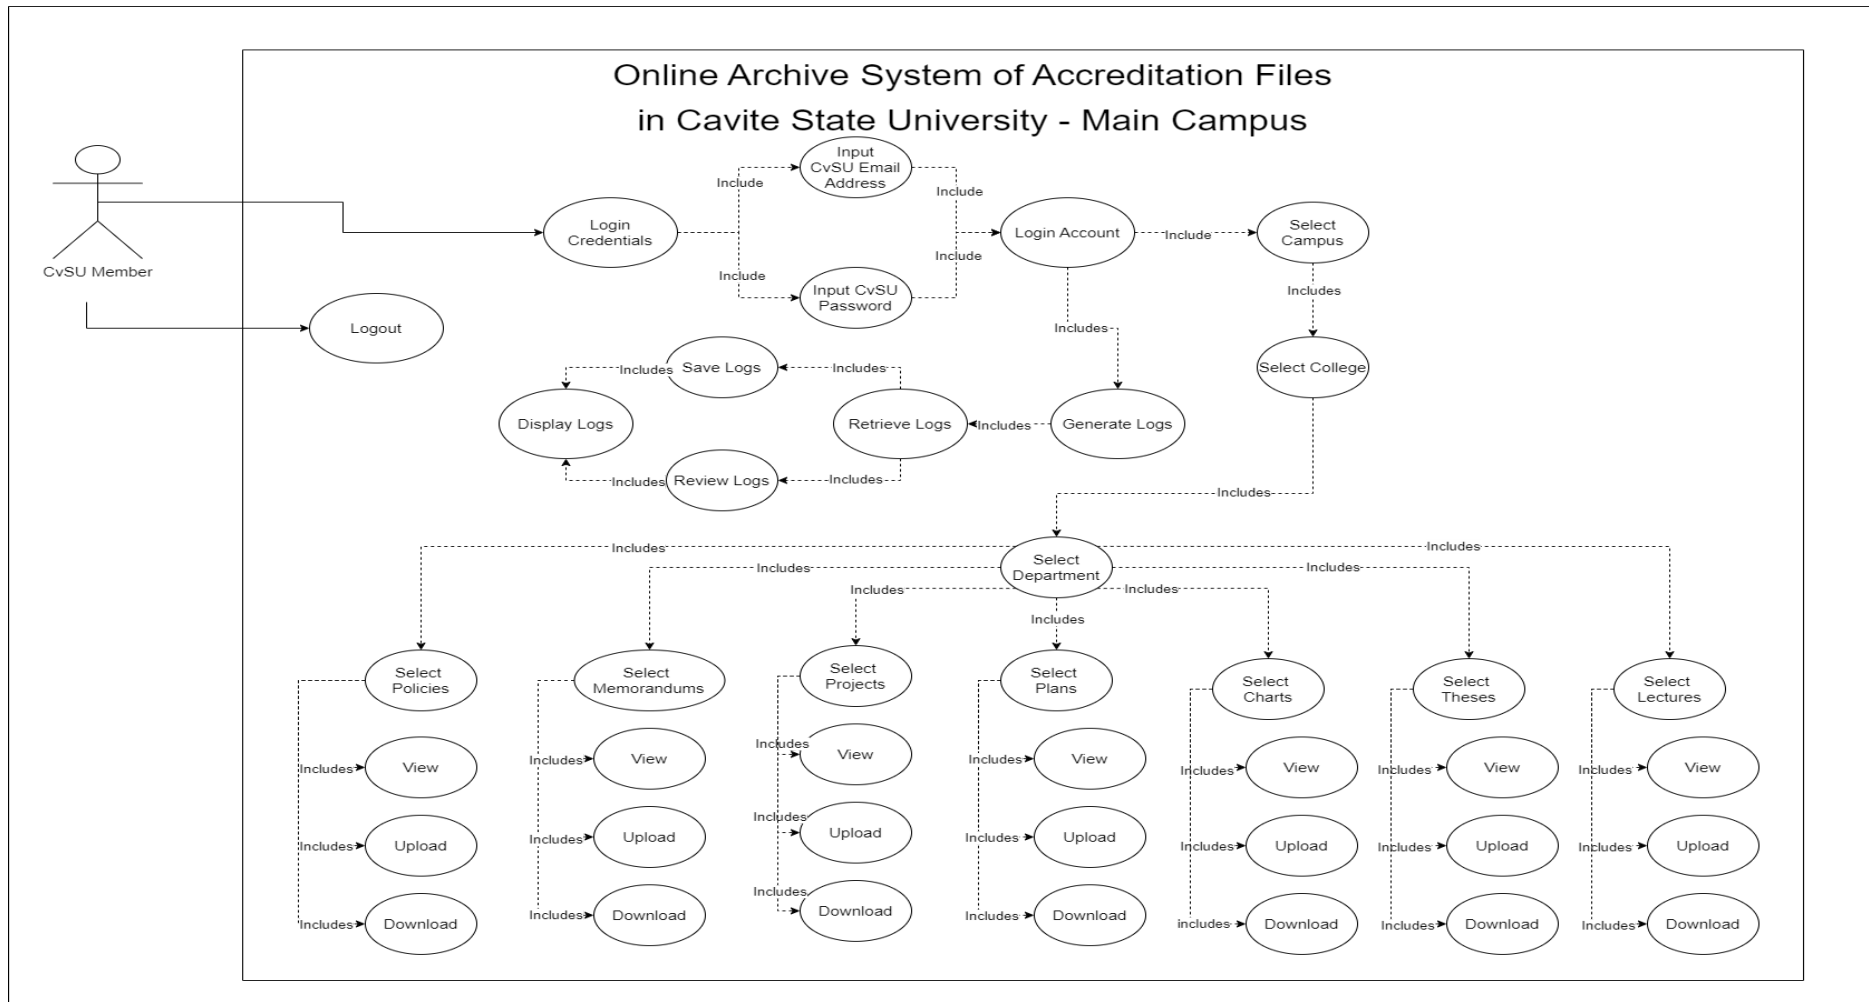 Online Archive System of Accreditation Files
in Cavite State University - Main Campus
CvSU Member
Login
Credentials
Include
Include
Input
CvSU Email
Address
Input CvSU
Password
Include
Include
Login Account
Include
Select
Campus
Includes
Select College
Logout
Includes
Generate Logs
Includes
Retrieve Logs
Includes
Includes
Save Logs
Review Logs
Includes
Includes
Display Logs
Includes
Select
Department
Includes
Includes
Includes
Includes
Includes
Includes
Includes
Select
Policies
Includes
View
Includes
Upload
Includes
Download
Select
Memorandums
Includes
View
Includes
Upload
Includes
Download
Select
Projects
Includes
View
Includes
Upload
Includes
Download
Select
Plans
Includes
View
Includes
Upload
Includes
Download
Select
Charts
Includes
View
Includes
Upload
includes
Download
Select
Theses
Includes
View
Includes
Upload
Includes
Download
Select
Lectures
Includes
View
Includes
Upload
Includes
Download